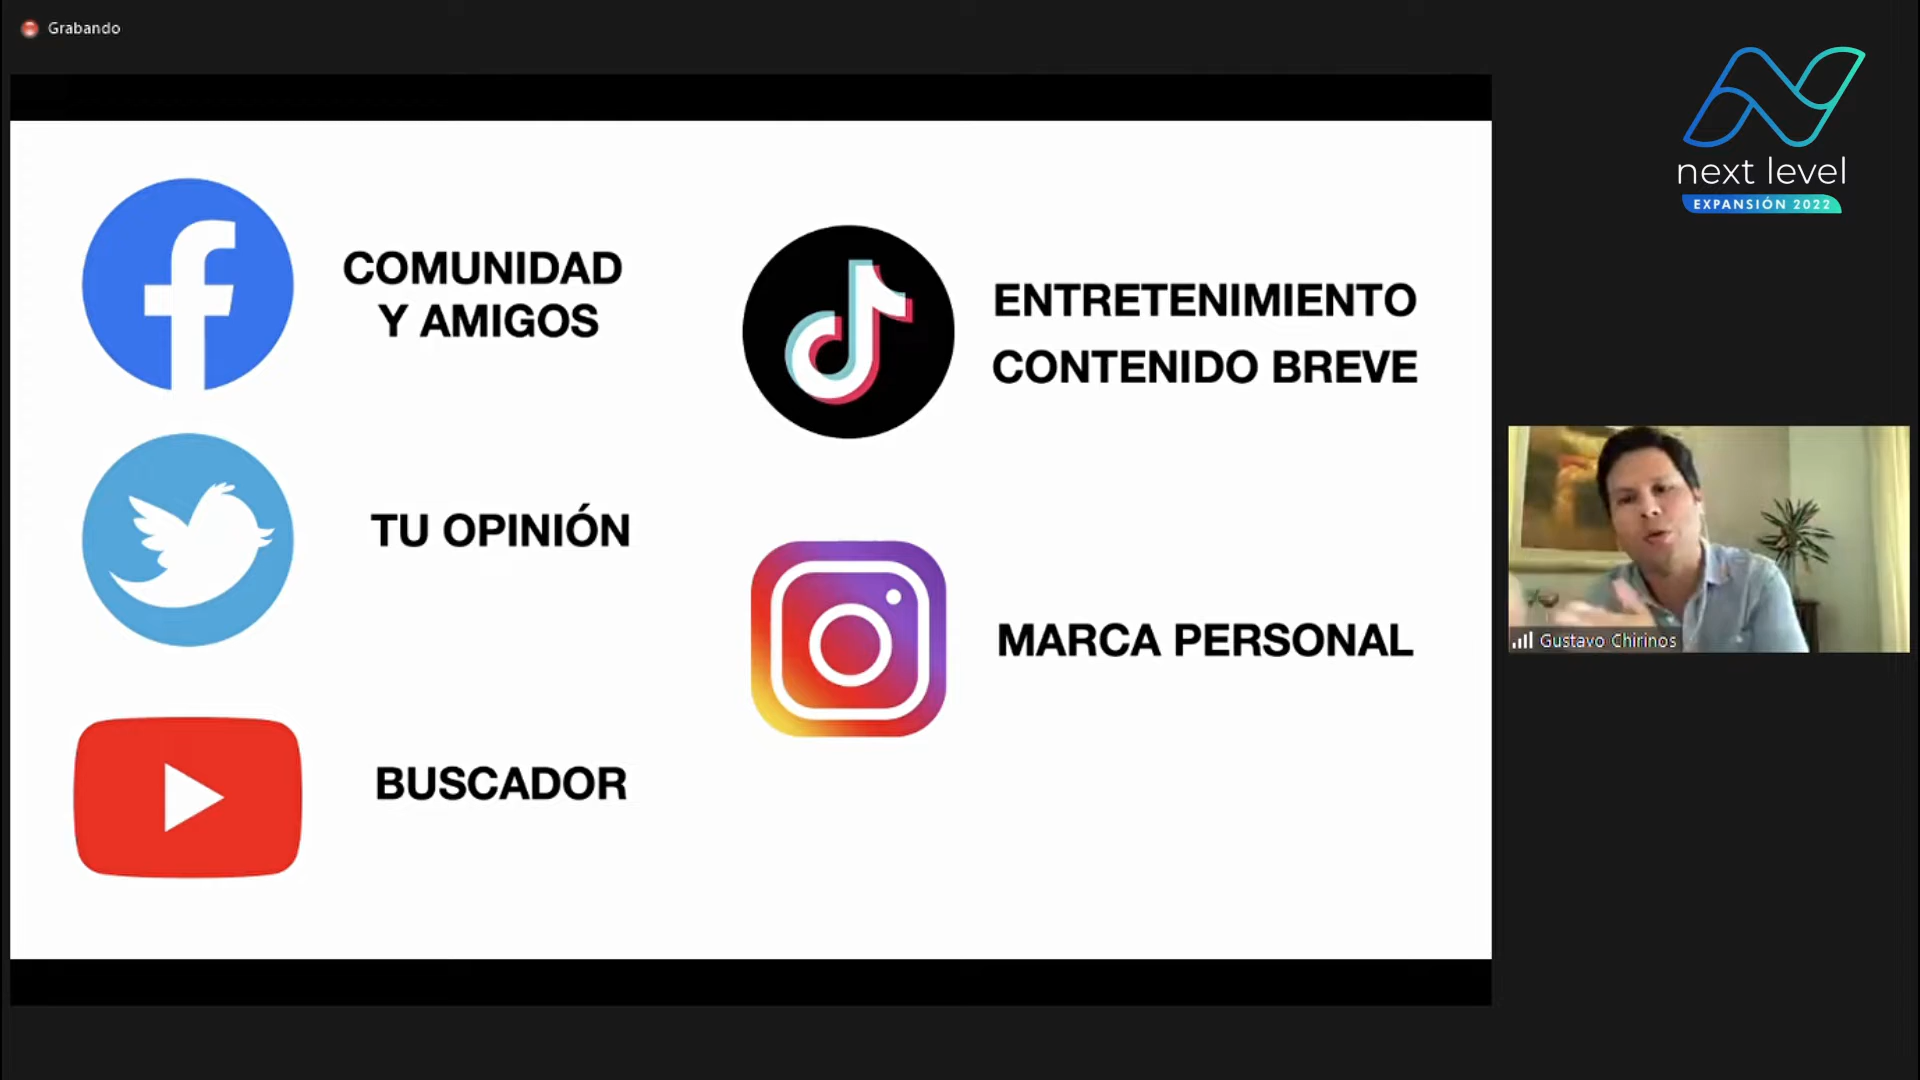 Grabando
next level
EXPANSIÓN 2022
COMUNIDAD
Y AMIGOS
TU OPINIÓN
BUSCADOR
ENTRETENIMIENTO
CONTENIDO BREVE
MARCA PERSONAL
Gustavo Chirinos